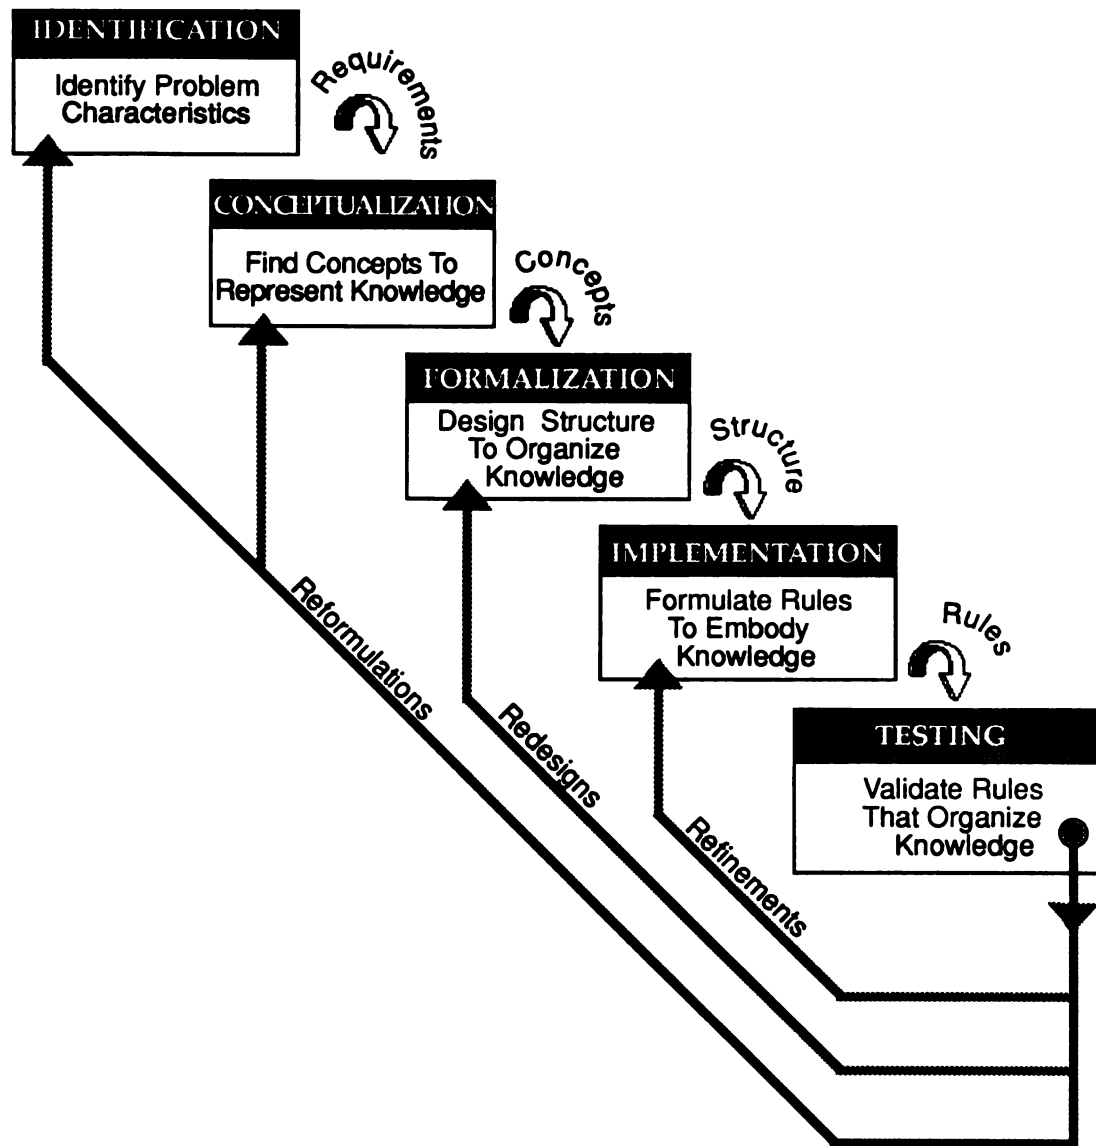 IDENTIFICATION
Identify Problem
Characteristics
Requirements
CONCEPTUALIZATION
Find Concepts To
Represent Knowledge
Concepts
FORMALIZATION
Design Structure
To Organize
Knowledge
Structure
IMPLEMENTATION
Formulate Rules
To Embody
Knowledge
Rules
TESTING
Validate Rules
That Organize
Knowledge
Reformulations
Redesigns
Refinements